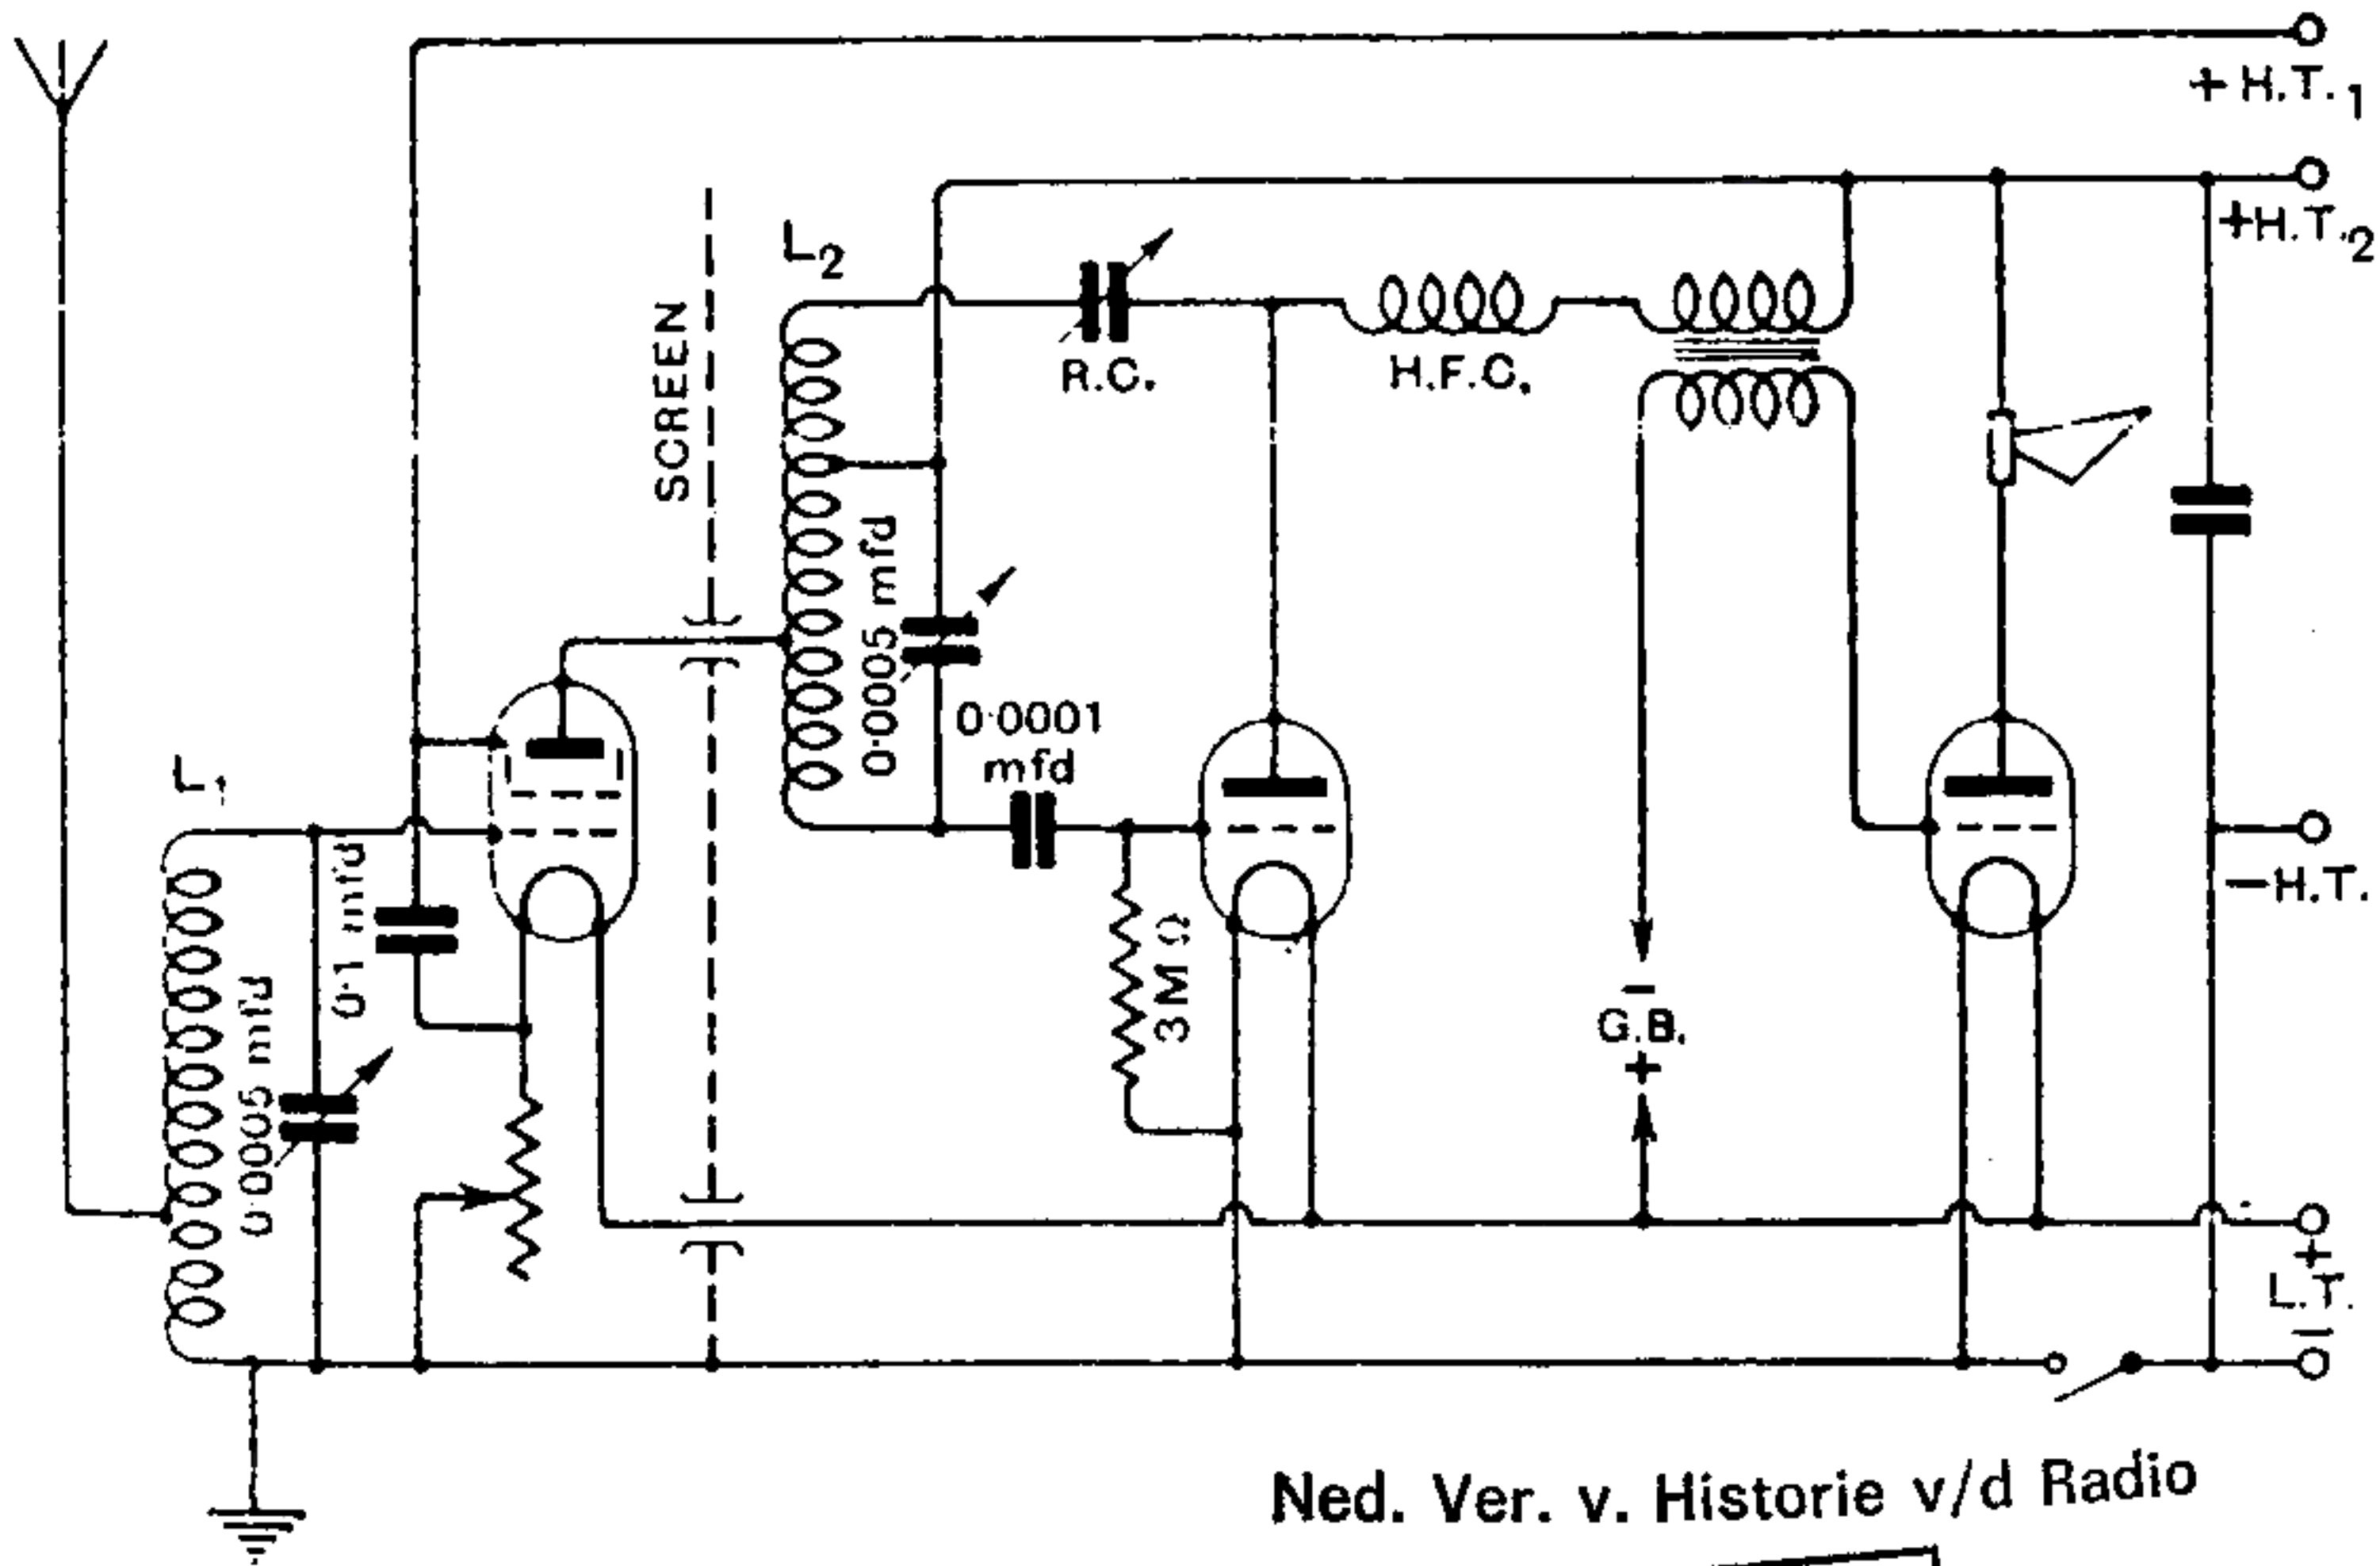 + H.T.1
+H.T.2
L2
SCREEN
R.C.
H.F.C.
0·0005 mfd
0·0001
mfd
L1
0·1 mfd
0·0005 mfd
3 M Ω
−
G.B.
+
−H.T.
+
L.T.
−
Ned. Ver. v. Historie v/d Radio